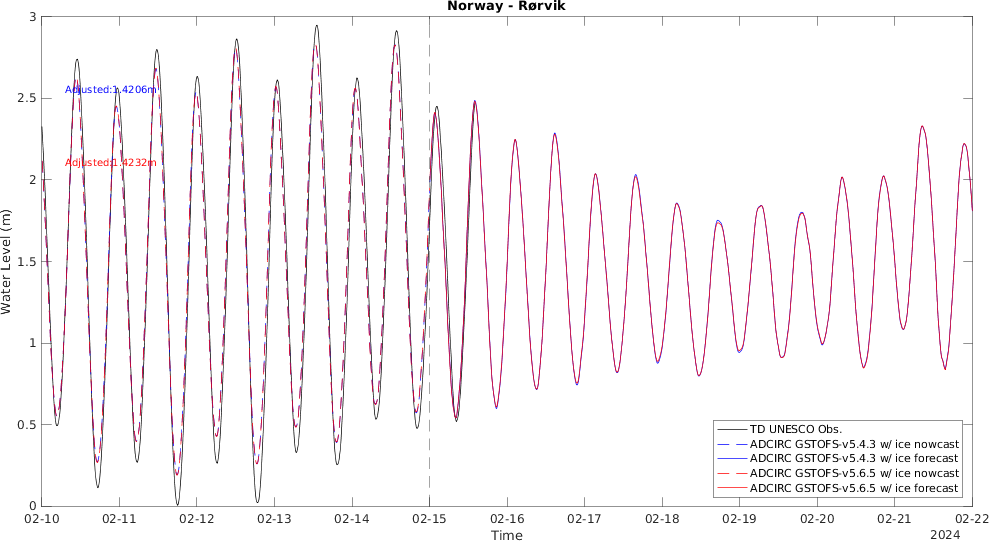 Norway - Rørvik
3
2.5
2
1.5
1
0.5
0
Water Level (m)
Adjusted:1.4206m
Adjusted:1.4232m
TD UNESCO Obs.
ADCIRC GSTOFS-v5.4.3 w/ ice nowcast
ADCIRC GSTOFS-v5.4.3 w/ ice forecast
ADCIRC GSTOFS-v5.6.5 w/ ice nowcast
ADCIRC GSTOFS-v5.6.5 w/ ice forecast
02-10 02-11 02-12 02-13 02-14 02-15 02-16 02-17 02-18 02-19 02-20 02-21 02-22
Time
2024